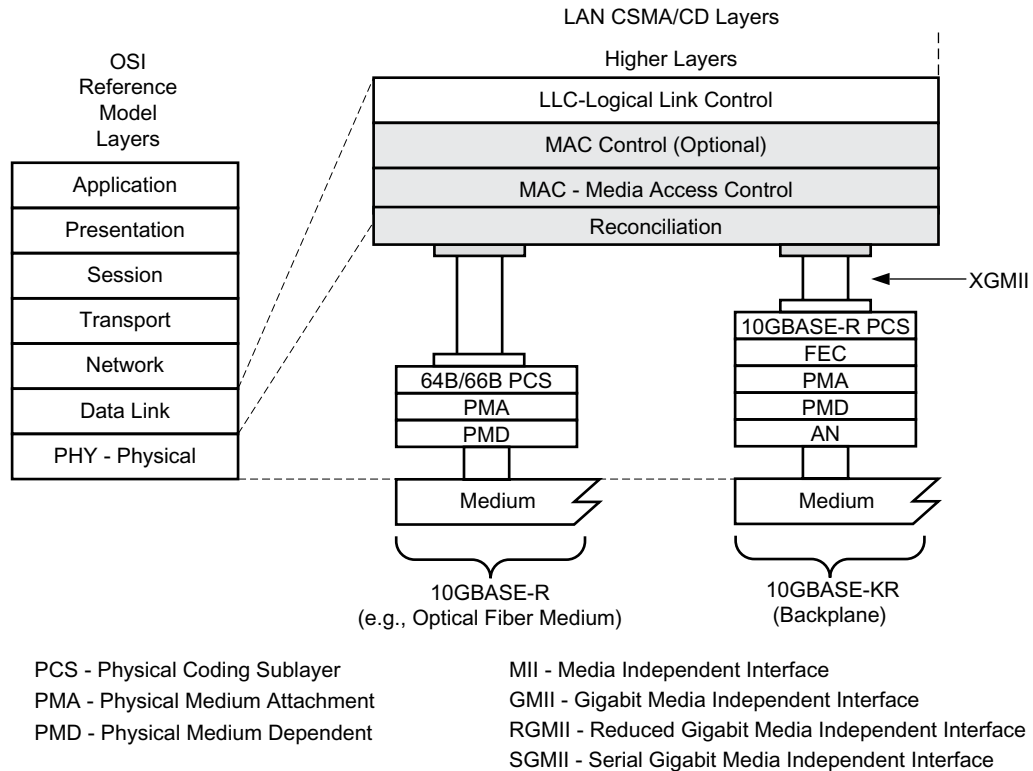 LAN CSMA/CD Layers
OSI
Reference
Model
Layers
Higher Layers
LLC-Logical Link Control
MAC Control (Optional)
MAC - Media Access Control
Reconciliation
Application
Presentation
Session
Transport
Network
Data Link
PHY - Physical
XGMII
64B/66B PCS
PMA
PMD
Medium
10GBASE-R
(e.g., Optical Fiber Medium)
10GBASE-R PCS
FEC
PMA
PMD
AN
Medium
10GBASE-KR
(Backplane)
PCS - Physical Coding Sublayer
PMA - Physical Medium Attachment
PMD - Physical Medium Dependent
MII - Media Independent Interface
GMII - Gigabit Media Independent Interface
RGMII - Reduced Gigabit Media Independent Interface
SGMII - Serial Gigabit Media Independent Interface